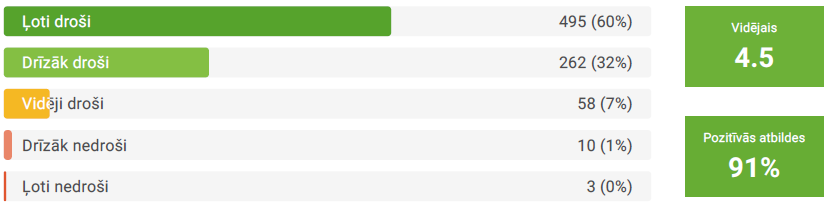 Ļoti droši 495 (60%)
Drīzāk droši 262 (32%)
Vidēji droši 58 (7%)
Drīzāk nedroši 10 (1%)
Ļoti nedroši 3 (0%)
Vidējais
4.5
Pozitīvās atbildes
91%